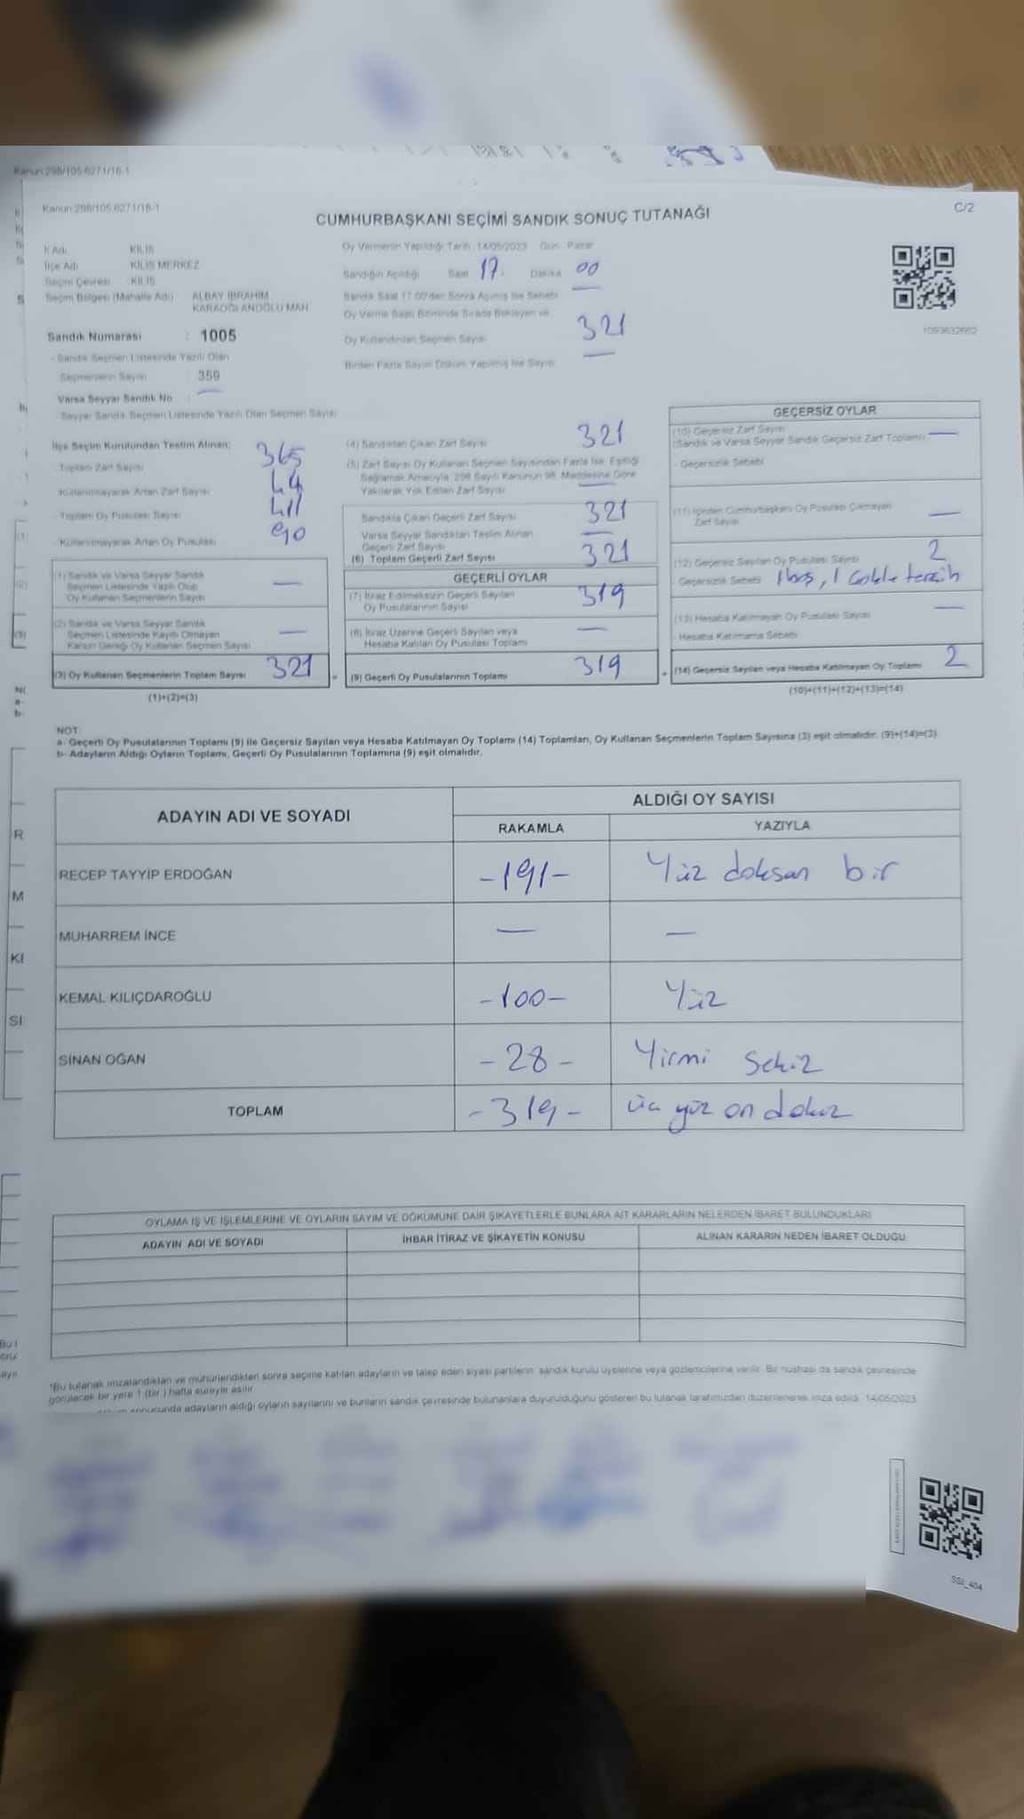 Kanun:298/105.6271/16-1
Kanun:298/105.6271/16-1
C/2
CUMHURBAŞKANI SEÇİMİ SANDIK SONUÇ TUTANAĞI
İl Adı KİLİS
İlçe Adı KİLİS MERKEZ
Seçim Çevresi KİLİS
Seçim Bölgesi (Mahalle Adı) ALBAY İBRAHİM
KARAOĞLANOĞLU MAH
Sandık Numarası : 1005
- Sandık Seçmen Listesinde Yazılı Olan
Seçmenlerin Sayısı : 359
Varsa Seyyar Sandık No
Seyyar Sandık Seçmen Listesinde Yazılı Olan Seçmen Sayısı
Oy Vermenin Yapıldığı Tarih :14/05/2023 Gün: Pazar
Sandığın Açıldığı Saat 17 Dakika 00
Sandık Saat 17.00'den Sonra Açılmış İse Sebebi
Oy Verme Saati Bitiminde Sırada Bekleyen ve
Oy Kullandırılan Seçmen Sayısı 321
Birden Fazla Sayım Döküm Yapılmış İse Sayısı —
1093632662
İlçe Seçim Kurulundan Teslim Alınan;
Toplam Zarf Sayısı 365
Kullanılmayarak Artan Zarf Sayısı 44
Toplam Oy Pusulası Sayısı 411
Kullanılmayarak Artan Oy Pusulası 90
(1) Sandık ve Varsa Seyyar Sandık
Seçmen Listesinde Yazılı Olup
Oy Kullanan Seçmenlerin Sayısı —
(2) Sandık ve Varsa Seyyar Sandık
Seçmen Listesinde Kayıtlı Olmayan
Kanun Gereği Oy Kullanan Seçmen Sayısı —
(3) Oy Kullanan Seçmenlerin Toplam Sayısı 321
(1)+(2)=(3)
(4) Sandıktan Çıkan Zarf Sayısı 321
(5) Zarf Sayısı Oy Kullanan Seçmen Sayısından Fazla İse, Eşitliği
Sağlamak Amacıyla, 298 Sayılı Kanunun 98. Maddesine Göre
Yakılarak Yok Edilen Zarf Sayısı —
Sandıkta Çıkan Geçerli Zarf Sayısı 321
Varsa Seyyar Sandıktan Teslim Alınan
Geçerli Zarf Sayısı —
(6) Toplam Geçerli Zarf Sayısı 321
GEÇERLİ OYLAR
(7) İtiraz Edilmeksizin Geçerli Sayılan
Oy Pusulalarının Sayısı 319
(8) İtiraz Üzerine Geçerli Sayılan veya
Hesaba Katılan Oy Pusulası Toplamı —
(9) Geçerli Oy Pusulalarının Toplamı 319
GEÇERSİZ OYLAR
(10) Geçersiz Zarf Sayısı
(Sandık ve Varsa Seyyar Sandık Geçersiz Zarf Toplamı) —
- Geçersizlik Sebebi
(11) İçinden Cumhurbaşkanı Oy Pusulası Çıkmayan
Zarf Sayısı —
(12) Geçersiz Sayılan Oy Pusulası Sayısı 2
- Geçersizlik Sebebi 1 boş, 1 çokle tercih
(13) Hesaba Katılmayan Oy Pusulası Sayısı —
- Hesaba Katılmama Sebebi
(14) Geçersiz Sayılan veya Hesaba Katılmayan Oy Toplamı 2
(10)+(11)+(12)+(13)=(14)
NOT:
a- Geçerli Oy Pusulalarının Toplamı (9) ile Geçersiz Sayılan veya Hesaba Katılmayan Oy Toplamı (14) Toplamları, Oy Kullanan Seçmenlerin Toplam Sayısına (3) eşit olmalıdır. (9)+(14)=(3)
b- Adayların Aldığı Oyların Toplamı, Geçerli Oy Pusulalarının Toplamına (9) eşit olmalıdır.
ADAYIN ADI VE SOYADI ALDIĞI OY SAYISI
RAKAMLA YAZIYLA
RECEP TAYYİP ERDOĞAN -191- Yüz doksan bir
MUHARREM İNCE — —
KEMAL KILIÇDAROĞLU -100- Yüz
SİNAN OĞAN -28- Yirmi sekiz
TOPLAM -319- üç yüz on dokuz
OYLAMA İŞ VE İŞLEMLERİNE VE OYLARIN SAYIM VE DÖKÜMÜNE DAİR ŞİKAYETLERLE BUNLARA AİT KARARLARIN NELERDEN İBARET BULUNDUKLARI
ADAYIN ADI VE SOYADI İHBAR İTİRAZ VE ŞİKAYETİN KONUSU ALINAN KARARIN NEDEN İBARET OLDUĞU
*Bu tutanak imzalandıktan ve mühürlendikten sonra seçime katılan adayların ve talep eden siyasi partilerin sandık kurulu üyelerine veya gözlemcilerine verilir. Bir nüshası da sandık çevresinde
görülecek bir yere 1 (bir) hafta süreyle asılır.
sonucunda adayların aldığı oyların sayılarını ve bunların sandık çevresinde bulunanlara duyurulduğunu gösteren bu tutanak tarafımızdan düzenlenerek imza edildi. 14/05/2023
SSI_404